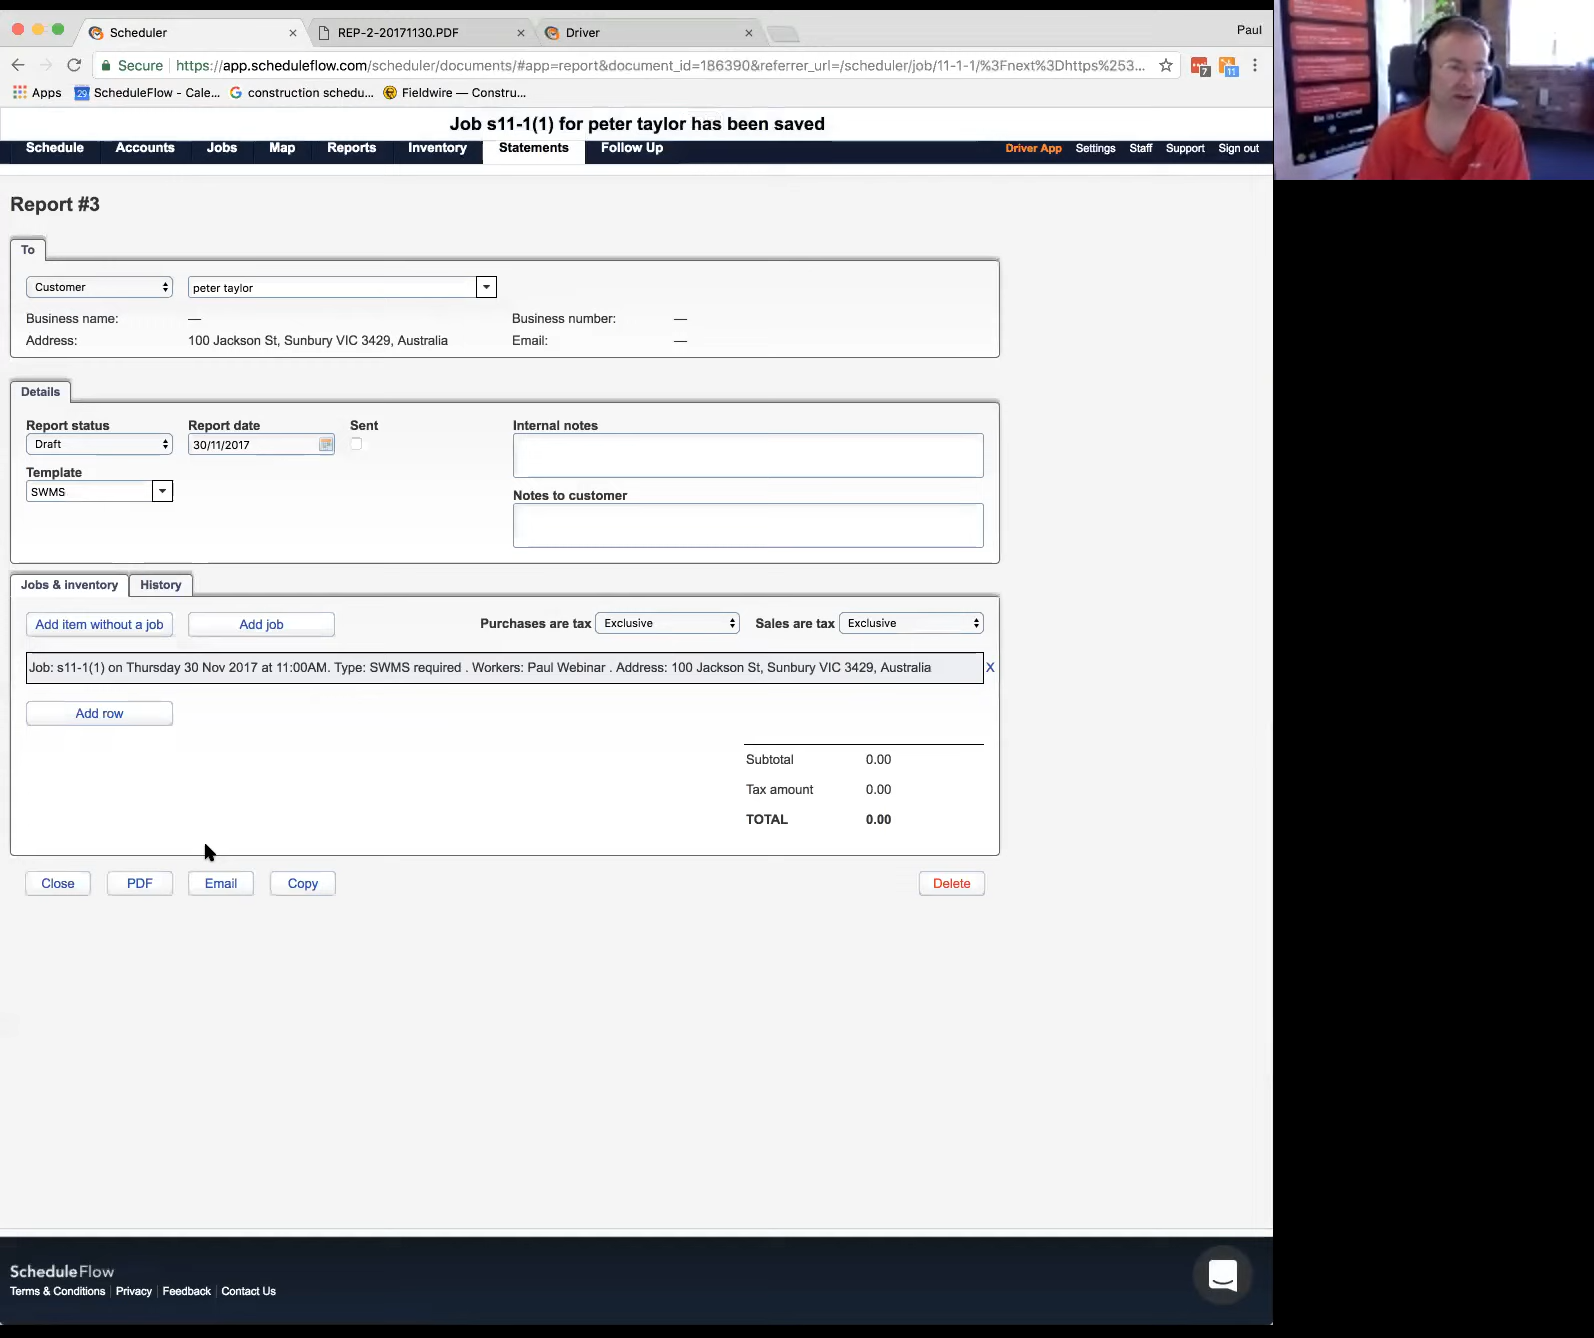 Scheduler
REP-2-20171130.PDF
Driver
Paul
Secure https://app.scheduleflow.com/scheduler/documents/#app=report&document_id=186390&referrer_url=/scheduler/job/11-1-1/%3Fnext%3Dhttps%253...
7
11
Apps
29 ScheduleFlow - Cale...
construction schedu...
Fieldwire — Constru...
Job s11-1(1) for peter taylor has been saved
Schedule Accounts Jobs Map Reports Inventory Statements Follow Up Driver App Settings Staff Support Sign out
Report #3
To
Customer peter taylor
Business name: — Business number: —
Address: 100 Jackson St, Sunbury VIC 3429, Australia Email: —
Details
Report status Report date Sent Internal notes
Draft 30/11/2017
Template
SWMS
Notes to customer
Jobs & inventory History
Add item without a job Add job Purchases are tax Exclusive Sales are tax Exclusive
Job: s11-1(1) on Thursday 30 Nov 2017 at 11:00AM. Type: SWMS required . Workers: Paul Webinar . Address: 100 Jackson St, Sunbury VIC 3429, Australia X
Add row
Subtotal 0.00
Tax amount 0.00
TOTAL 0.00
Close PDF Email Copy Delete
ScheduleFlow
Terms & Conditions Privacy Feedback Contact Us